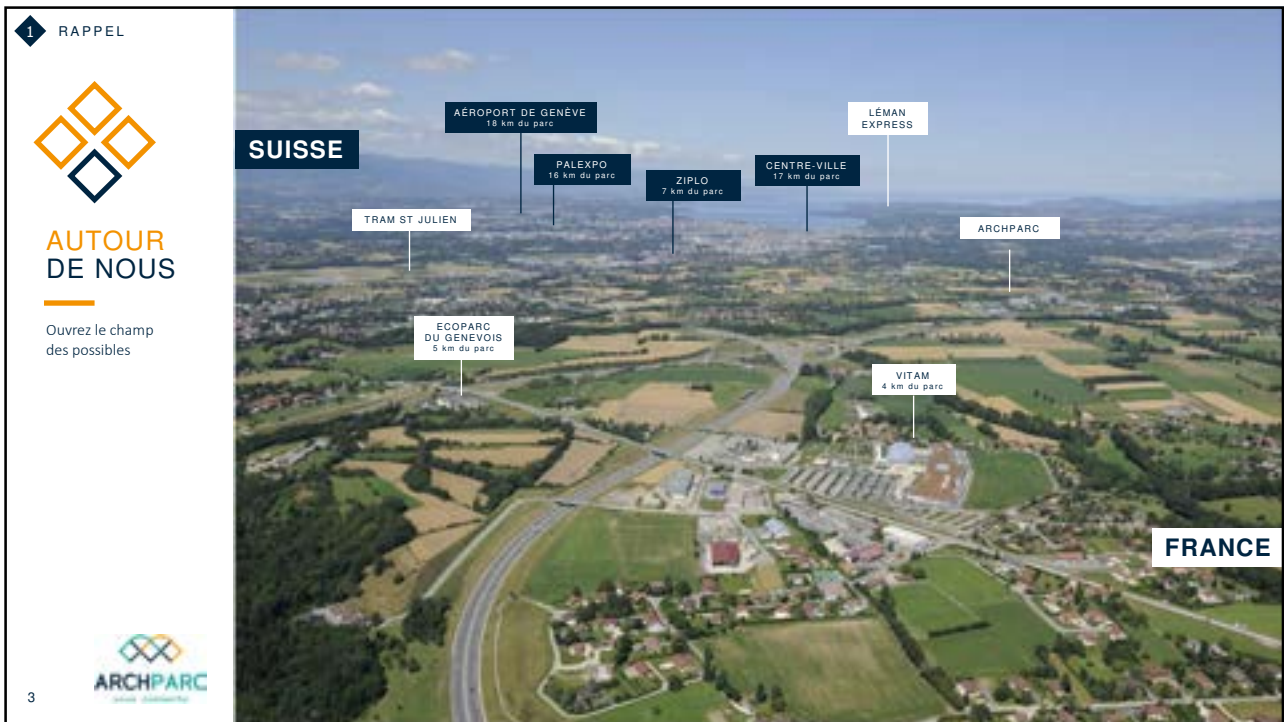 1
RAPPEL
AUTOUR
DE NOUS
Ouvrez le champ
des possibles
ARCHPARC
3
SUISSE
AÉROPORT DE GENÈVE
18 km du parc
PALEXPO
16 km du parc
ZIPLO
7 km du parc
CENTRE-VILLE
17 km du parc
LÉMAN
EXPRESS
TRAM ST JULIEN
ARCHPARC
ECOPARC
DU GENEVOIS
5 km du parc
VITAM
4 km du parc
FRANCE